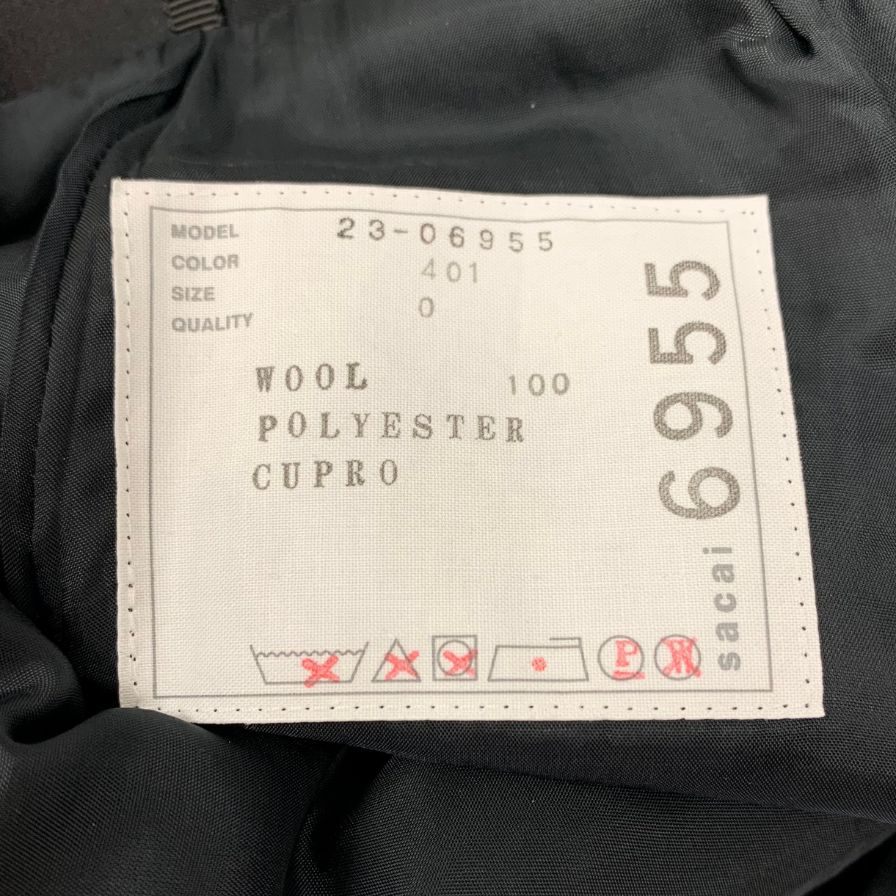 MODEL 23-06955
COLOR 401
SIZE 0
QUALITY
WOOL 100
POLYESTER
CUPRO
P W
sacai 6955